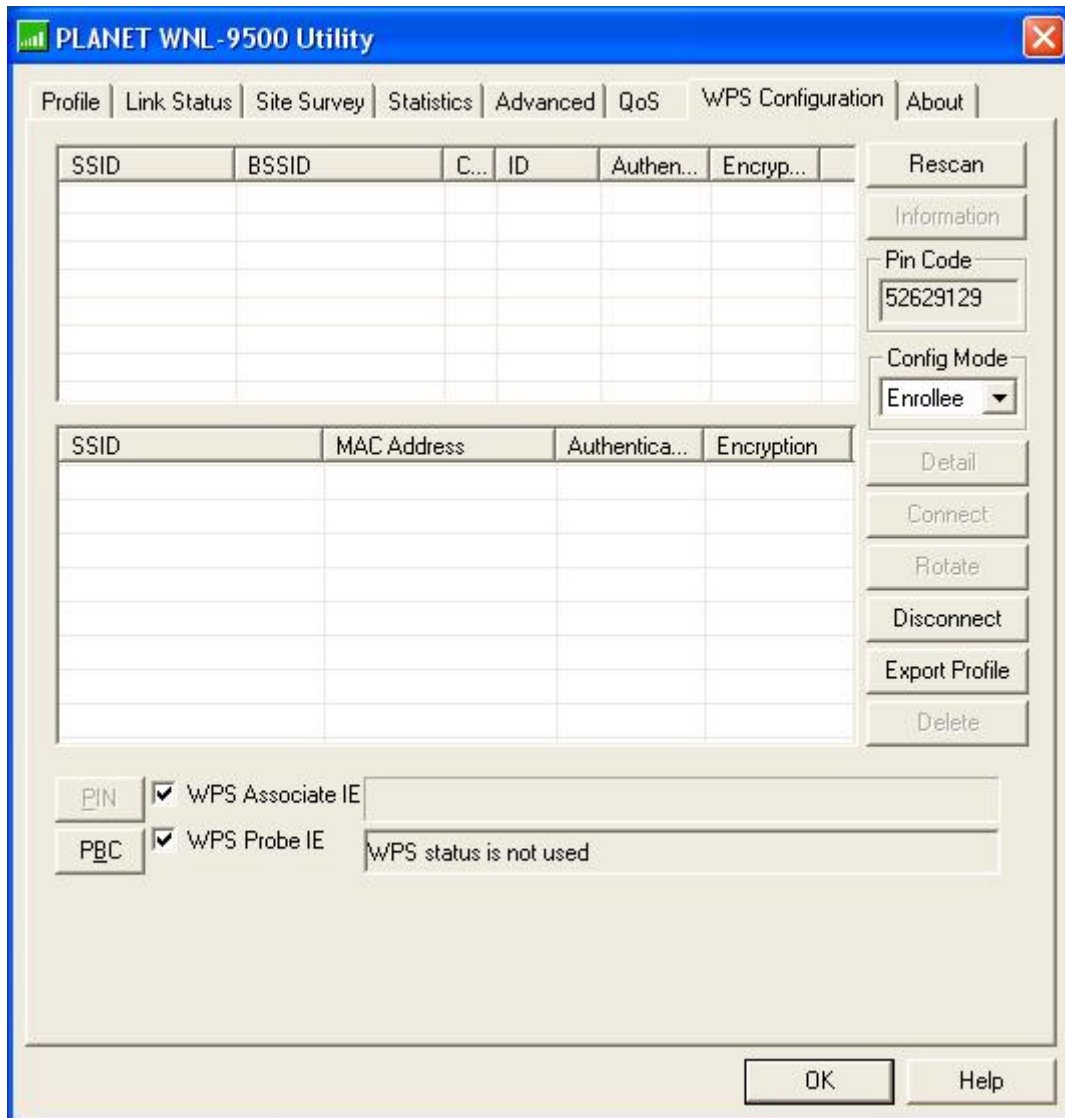 PLANET WNL-9500 Utility
Profile Link Status Site Survey Statistics Advanced QoS WPS Configuration About
SSID BSSID C... ID Authen... Encryp...
Rescan
Information
Pin Code
52629129
Config Mode
Enrollee
SSID MAC Address Authentica... Encryption
Detail
Connect
Rotate
Disconnect
Export Profile
Delete
PIN WPS Associate IE
PBC WPS Probe IE WPS status is not used
OK Help